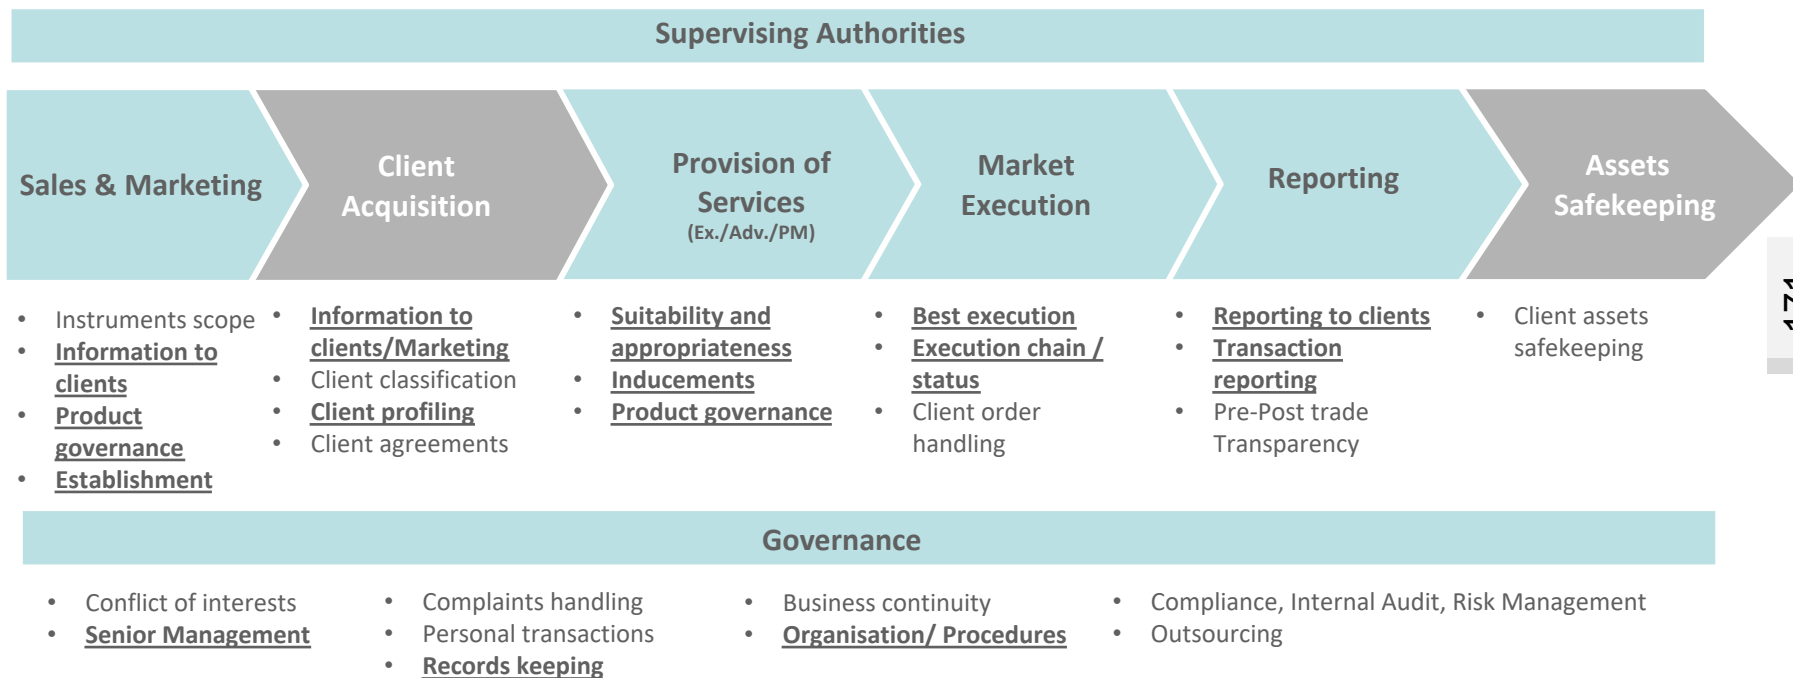 Supervising Authorities
Sales & Marketing
Client
Acquisition
Provision of
Services
(Ex./Adv./PM)
Market
Execution
Reporting
Assets
Safekeeping
• Instruments scope
• Information to
clients
• Product
governance
• Establishment
• Information to
clients/Marketing
• Client classification
• Client profiling
• Client agreements
• Suitability and
appropriateness
• Inducements
• Product governance
• Best execution
• Execution chain /
status
• Client order
handling
• Reporting to clients
• Transaction
reporting
• Pre-Post trade
Transparency
• Client assets
safekeeping
171
Governance
• Conflict of interests
• Senior Management
• Complaints handling
• Personal transactions
• Records keeping
• Business continuity
• Organisation/ Procedures
• Compliance, Internal Audit, Risk Management
• Outsourcing